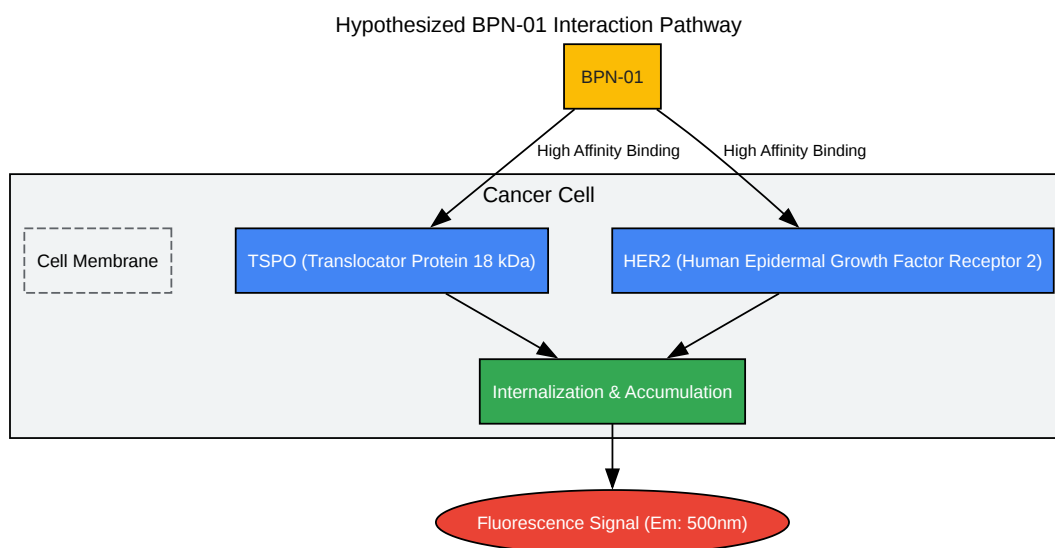 Hypothesized BPN-01 Interaction Pathway
BPN-01
High Affinity Binding
High Affinity Binding
Cancer Cell
Cell Membrane
TSPO (Translocator Protein 18 kDa)
HER2 (Human Epidermal Growth Factor Receptor 2)
Internalization & Accumulation
Fluorescence Signal (Em: 500nm)